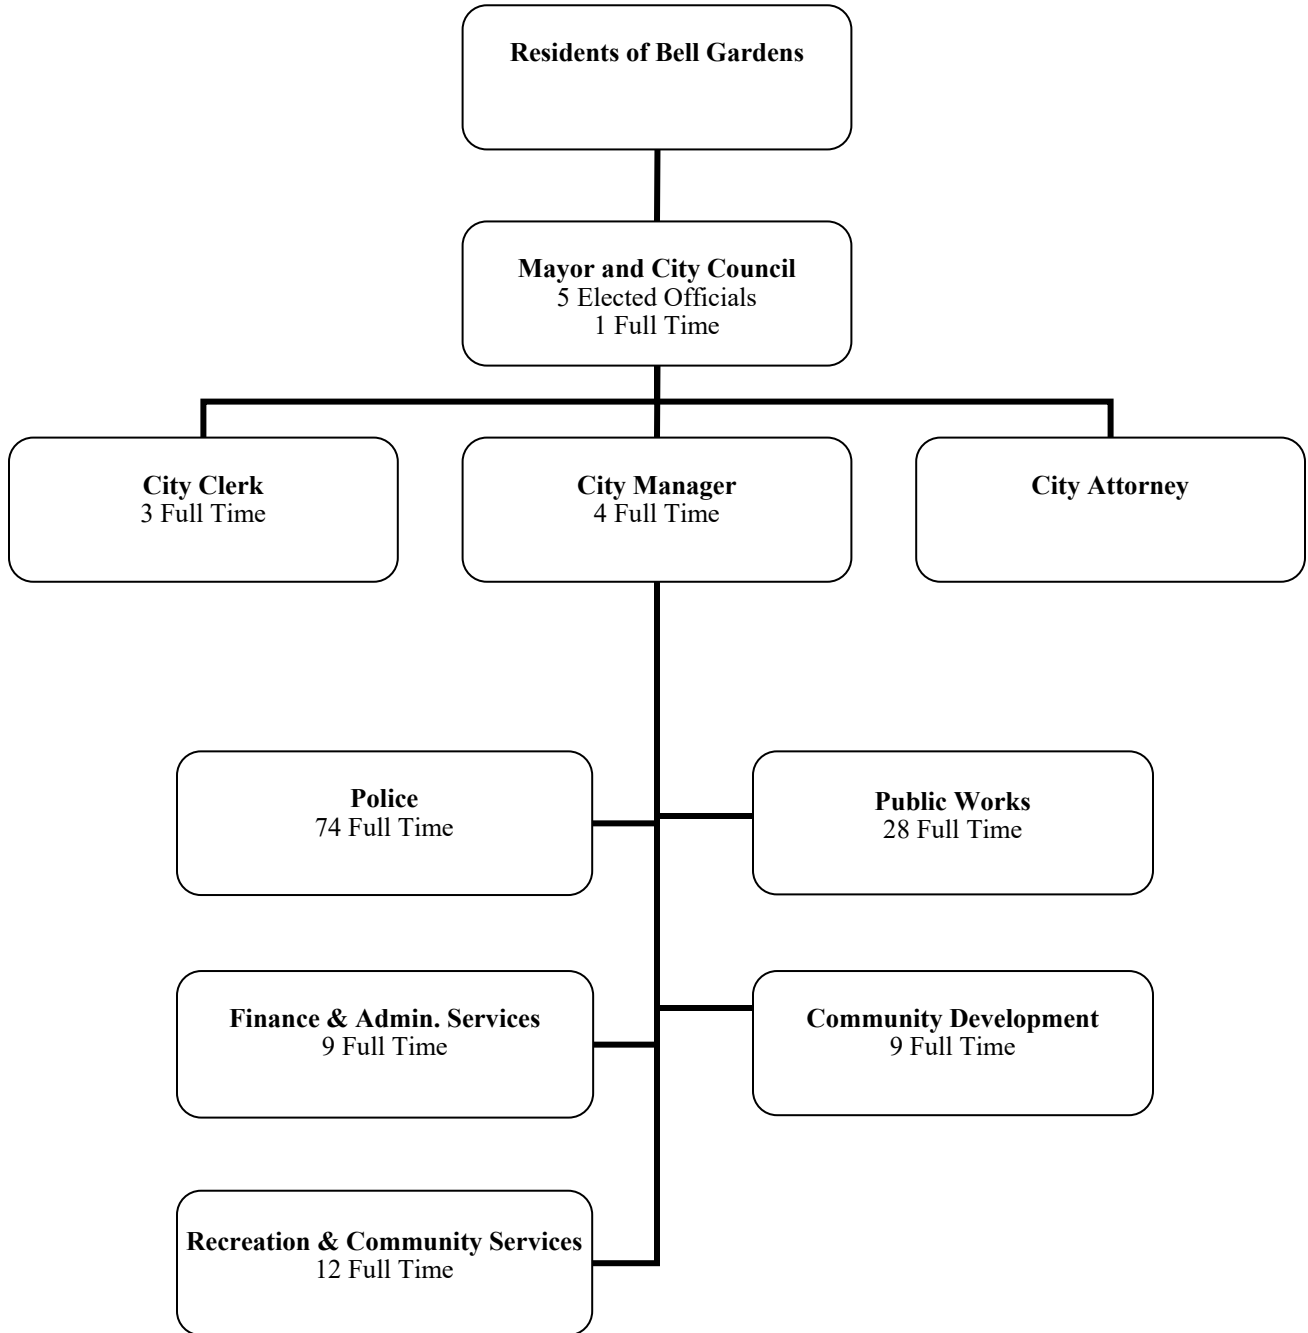 Residents of Bell Gardens
Mayor and City Council
5 Elected Officials
1 Full Time
City Clerk
3 Full Time
City Manager
4 Full Time
City Attorney
Police
74 Full Time
Public Works
28 Full Time
Finance & Admin. Services
9 Full Time
Community Development
9 Full Time
Recreation & Community Services
12 Full Time